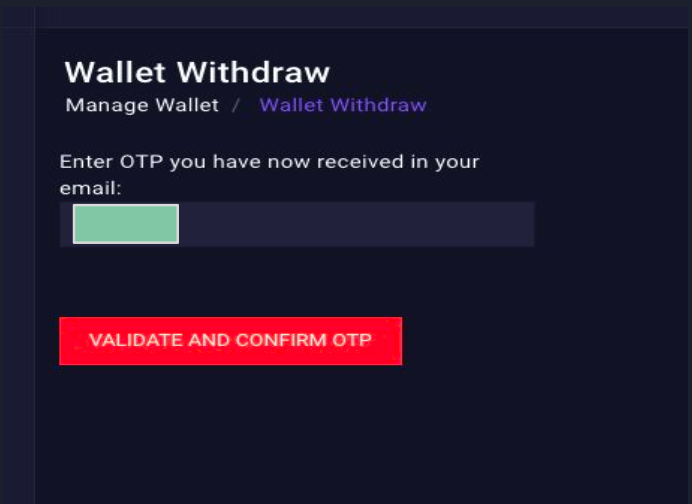 Wallet Withdraw
Manage Wallet / Wallet Withdraw
Enter OTP you have now received in your
email:
VALIDATE AND CONFIRM OTP